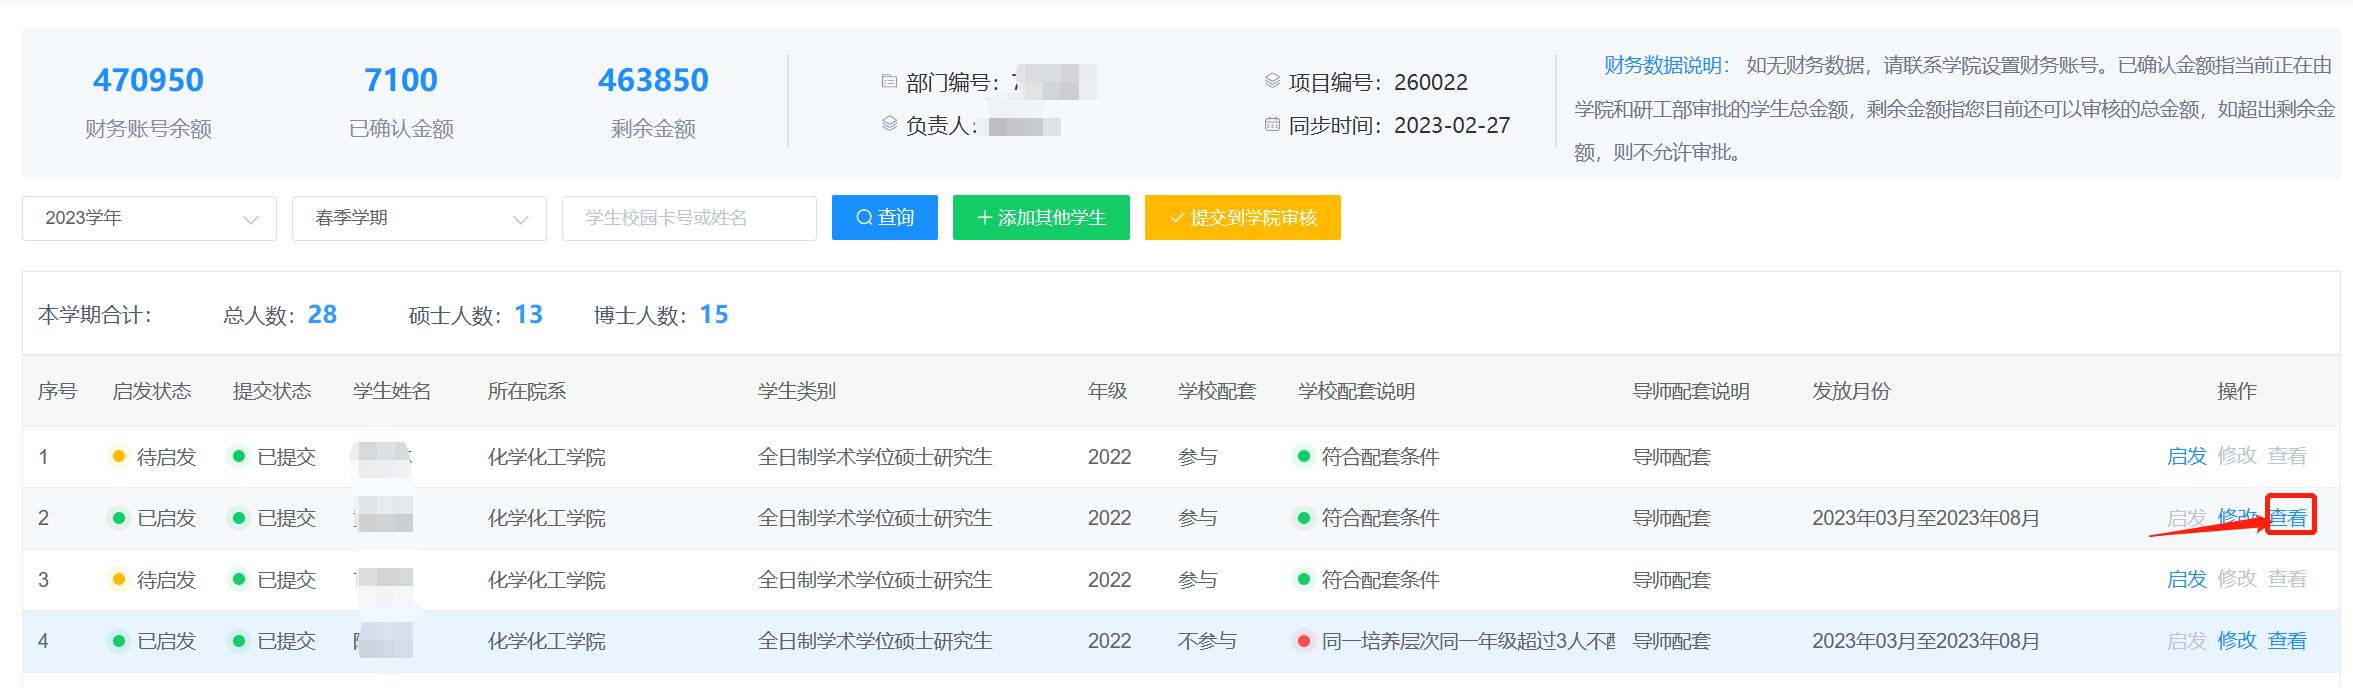 470950
财务账号余额
7100
已确认金额
463850
剩余金额
部门编号：
负责人：
项目编号：260022
同步时间：2023-02-27
财务数据说明： 如无财务数据，请联系学院设置财务账号。已确认金额指当前正在由
学院和研工部审批的学生总金额，剩余金额指您目前还可以审核的总金额，如超出剩余金
额，则不允许审批。
2023学年 春季学期 学生校园卡号或姓名 查询 添加其他学生 提交到学院审核
本学期合计： 总人数：28 硕士人数：13 博士人数：15
序号 启发状态 提交状态 学生姓名 所在院系 学生类别 年级 学校配套 学校配套说明 导师配套说明 发放月份 操作
1 待启发 已提交 化学化工学院 全日制学术学位硕士研究生 2022 参与 符合配套条件 导师配套 启发 修改 查看
2 已启发 已提交 化学化工学院 全日制学术学位硕士研究生 2022 参与 符合配套条件 导师配套 2023年03月至2023年08月 启发 修改 查看
3 待启发 已提交 化学化工学院 全日制学术学位硕士研究生 2022 参与 符合配套条件 导师配套 启发 修改 查看
4 已启发 已提交 化学化工学院 全日制学术学位硕士研究生 2022 不参与 同一培养层次同一年级超过3人不 导师配套 2023年03月至2023年08月 启发 修改 查看